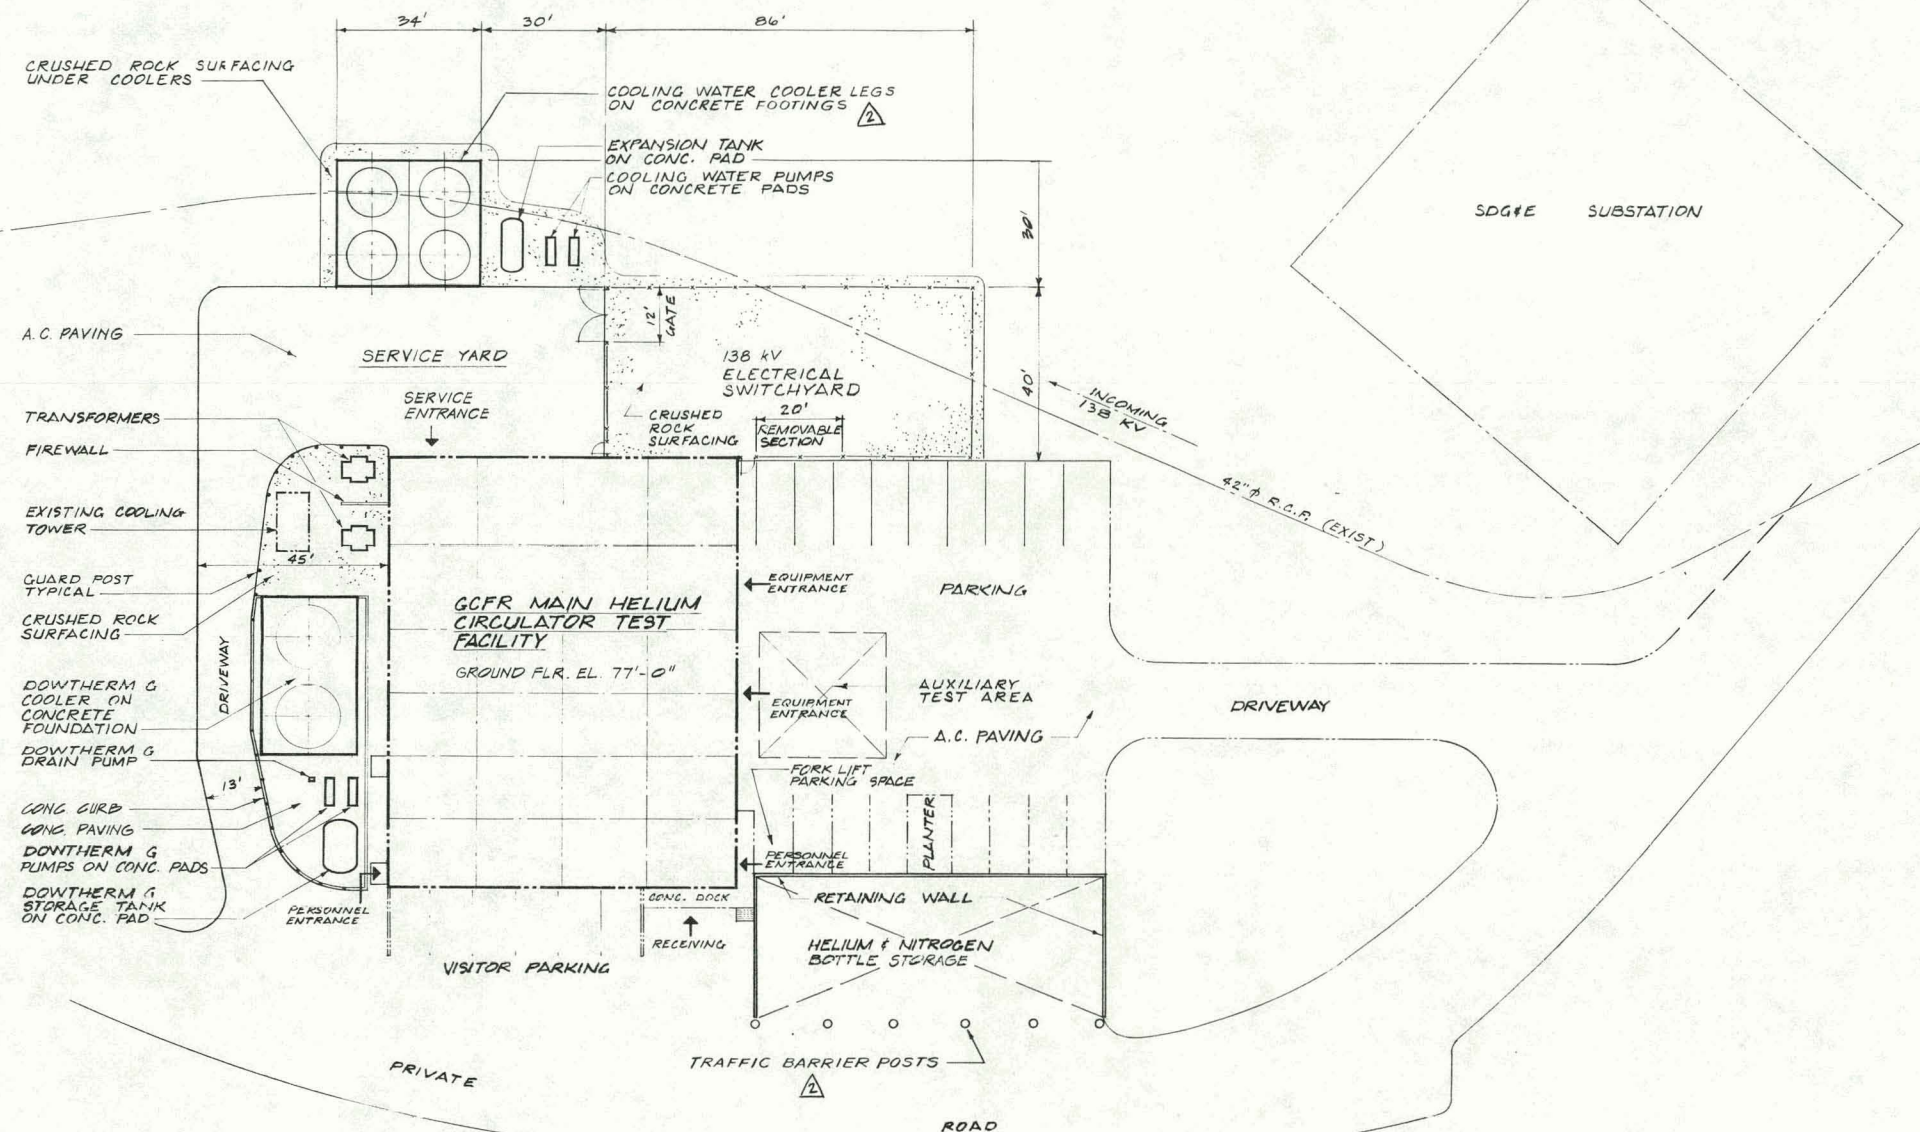 34'
30'
86'
CRUSHED ROCK SURFACING
UNDER COOLERS
COOLING WATER COOLER LEGS
ON CONCRETE FOOTINGS
2
EXPANSION TANK
ON CONC. PAD
COOLING WATER PUMPS
ON CONCRETE PADS
30'
SDG&E SUBSTATION
A.C. PAVING
SERVICE YARD
SERVICE
ENTRANCE
12'
GATE
138 kV
ELECTRICAL
SWITCHYARD
40'
INCOMING
138 KV
CRUSHED
ROCK
SURFACING
20'
REMOVABLE
SECTION
TRANSFORMERS
FIREWALL
42"φ R.C.P. (EXIST)
EXISTING COOLING
TOWER
45'
GUARD POST
TYPICAL
EQUIPMENT
ENTRANCE
PARKING
CRUSHED ROCK
SURFACING
GCFR MAIN HELIUM
CIRCULATOR TEST
FACILITY
GROUND FLR. EL. 77'-0"
DRIVEWAY
DOWTHERM G
COOLER ON
CONCRETE
FOUNDATION
EQUIPMENT
ENTRANCE
AUXILIARY
TEST AREA
DRIVEWAY
A.C. PAVING
DOWTHERM G
DRAIN PUMP
13'
FORK LIFT
PARKING SPACE
PLANTER
CONC. CURB
CONC. PAVING
DOWTHERM G
PUMPS ON CONC. PADS
PERSONNEL
ENTRANCE
DOWTHERM G
STORAGE TANK
ON CONC. PAD
PERSONNEL
ENTRANCE
CONC. DOCK
RETAINING WALL
RECEIVING
HELIUM & NITROGEN
BOTTLE STORAGE
VISITOR PARKING
TRAFFIC BARRIER POSTS
2
PRIVATE
ROAD